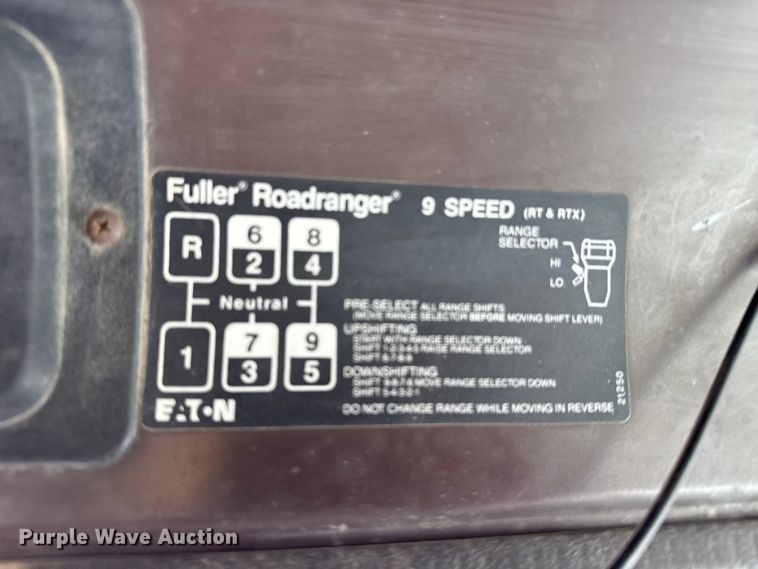 Fuller® Roadranger® 9 SPEED (RT & RTX)
R 6 8
2 4
Neutral
1 7 9
3 5
EATON
RANGE
SELECTOR
HI
LO
PRE-SELECT ALL RANGE SHIFTS
(MOVE RANGE SELECTOR BEFORE MOVING SHIFT LEVER)
UPSHIFTING
START WITH RANGE SELECTOR DOWN
SHIFT 1-2-3-4-5 RAISE RANGE SELECTOR
SHIFT 6-7-8-9
DOWNSHIFTING
SHIFT 9-8-7-6 MOVE RANGE SELECTOR DOWN
SHIFT 5-4-3-2-1
DO NOT CHANGE RANGE WHILE MOVING IN REVERSE
21250
Purple Wave Auction